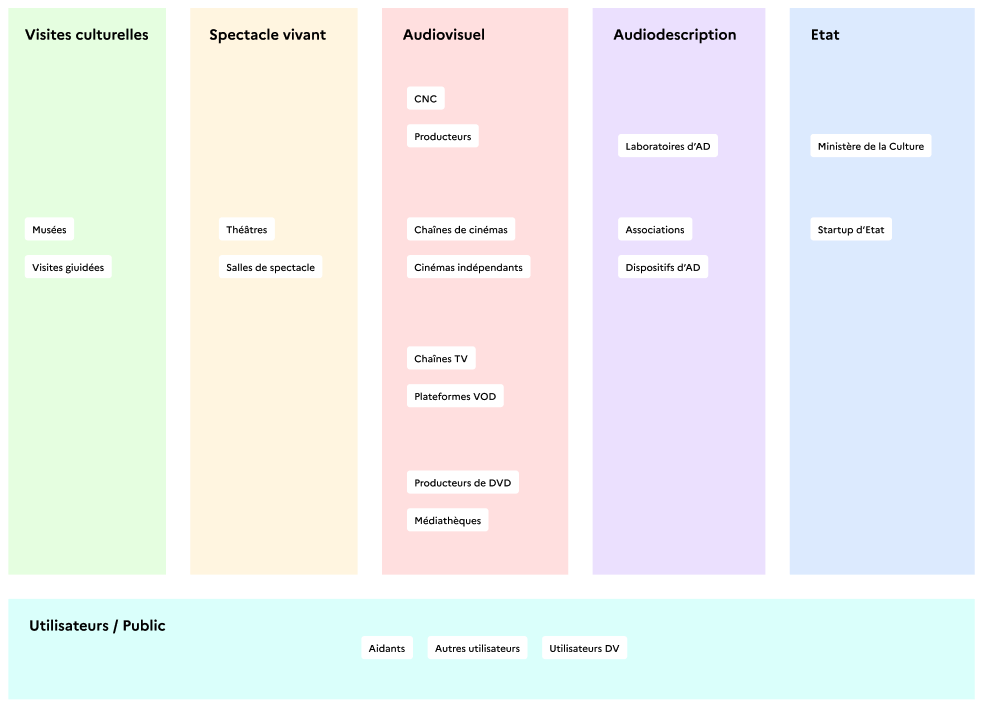 Visites culturelles
Musées
Visites giuidées
Spectacle vivant
Théâtres
Salles de spectacle
Audiovisuel
CNC
Producteurs
Chaînes de cinémas
Cinémas indépendants
Chaînes TV
Plateformes VOD
Producteurs de DVD
Médiathèques
Audiodescription
Laboratoires d’AD
Associations
Dispositifs d’AD
Etat
Ministère de la Culture
Startup d’Etat
Utilisateurs / Public
Aidants
Autres utilisateurs
Utilisateurs DV